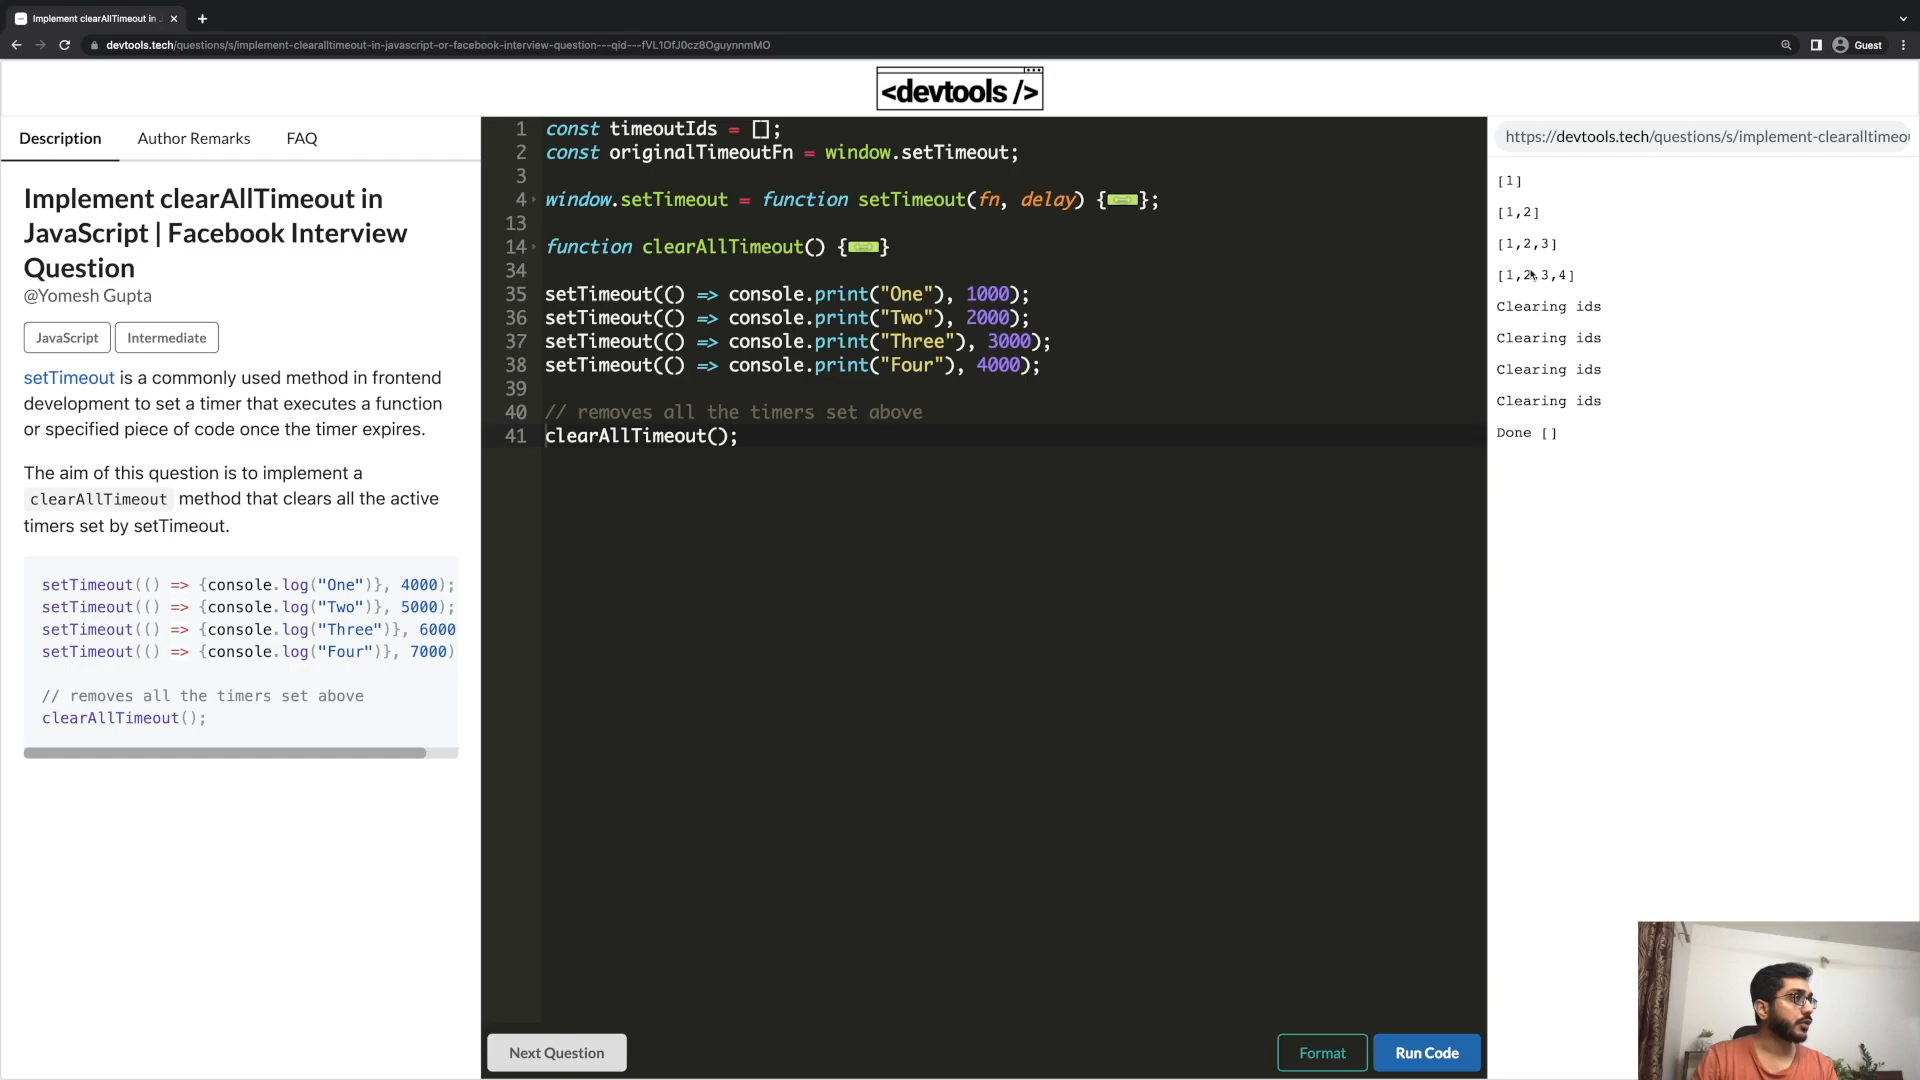 Implement clearAllTimeout in J
devtools.tech/questions/s/implement-clearalltimeout-in-javascript-or-facebook-interview-question---qid---fVL1OfJ0cz8OguynnmMO
Guest
<devtools />
Description
Author Remarks
FAQ
Implement clearAllTimeout in
JavaScript | Facebook Interview
Question
@Yomesh Gupta
JavaScript
Intermediate
setTimeout is a commonly used method in frontend
development to set a timer that executes a function
or specified piece of code once the timer expires.
The aim of this question is to implement a
clearAllTimeout method that clears all the active
timers set by setTimeout.
setTimeout(() => {console.log("One")}, 4000);
setTimeout(() => {console.log("Two")}, 5000);
setTimeout(() => {console.log("Three")}, 6000
setTimeout(() => {console.log("Four")}, 7000)
// removes all the timers set above
clearAllTimeout();
1 const timeoutIds = [];
2 const originalTimeoutFn = window.setTimeout;
3
4 window.setTimeout = function setTimeout(fn, delay) {};
13
14 function clearAllTimeout() {}
34
35 setTimeout(() => console.print("One"), 1000);
36 setTimeout(() => console.print("Two"), 2000);
37 setTimeout(() => console.print("Three"), 3000);
38 setTimeout(() => console.print("Four"), 4000);
39
40 // removes all the timers set above
41 clearAllTimeout();
Next Question
Format
Run Code
https://devtools.tech/questions/s/implement-clearalltimeo
[1]
[1,2]
[1,2,3]
[1,2,3,4]
Clearing ids
Clearing ids
Clearing ids
Clearing ids
Done []